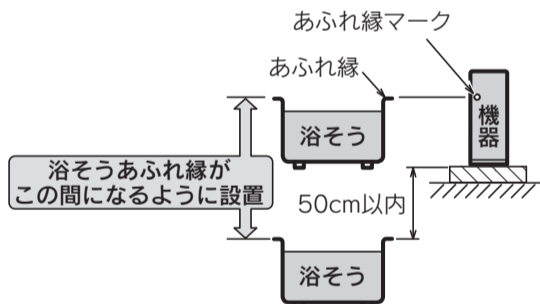 あふれ縁マーク
あふれ縁
機器
浴そう
浴そうあふれ縁が
この間になるように設置
50cm以内
浴そう